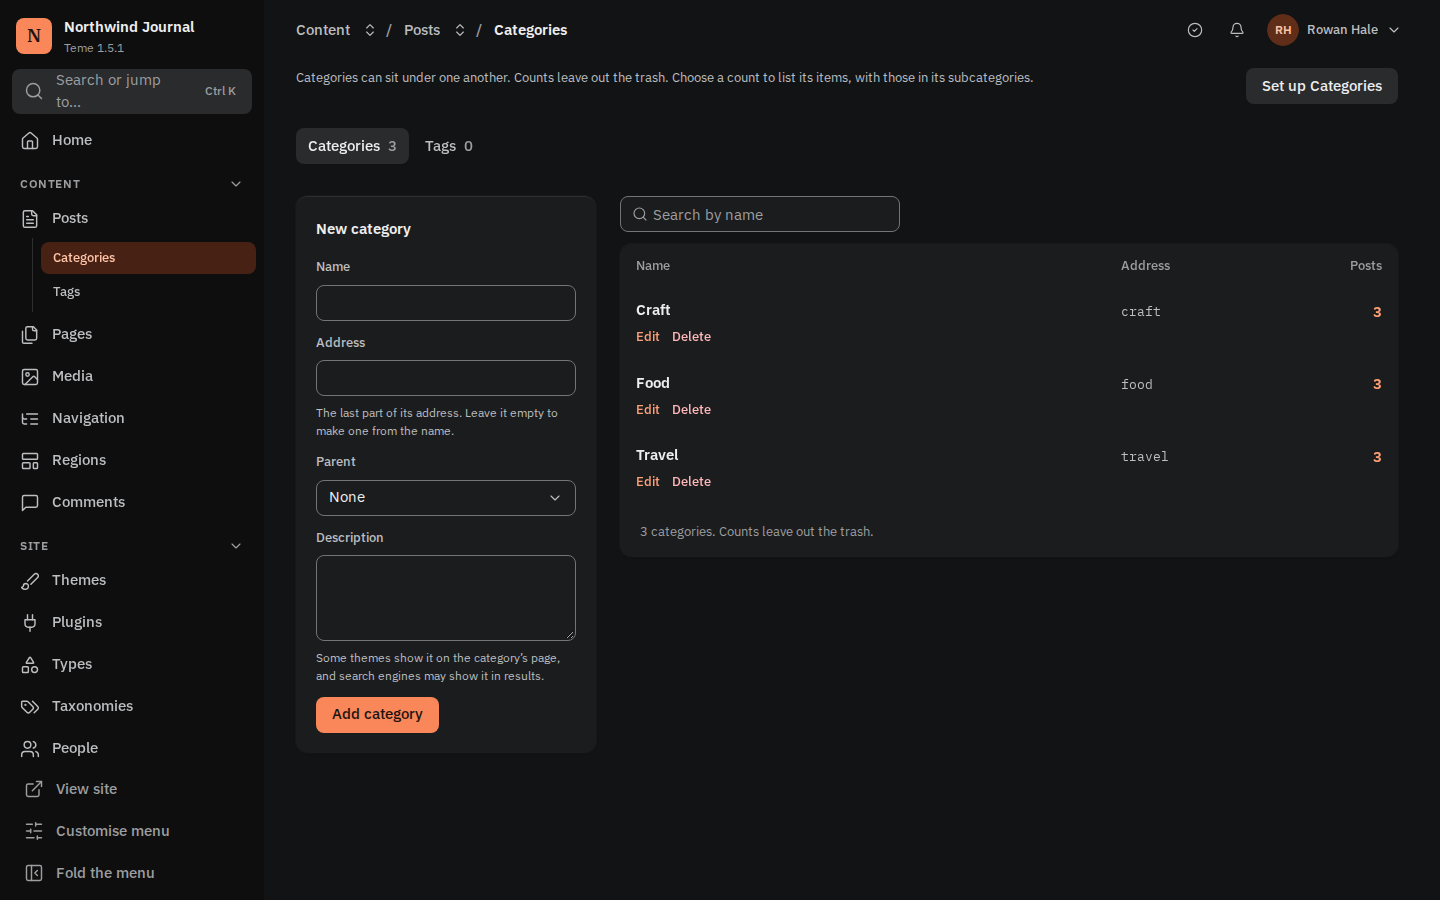 N
Northwind Journal
Teme 1.5.1
Search or jump
to...
Ctrl K
Home
CONTENT
Posts
Categories
Tags
Pages
Media
Navigation
Regions
Comments
SITE
Themes
Plugins
Types
Taxonomies
People
View site
Customise menu
Fold the menu
Content / Posts / Categories
RH Rowan Hale
Categories can sit under one another. Counts leave out the trash. Choose a count to list its items, with those in its subcategories.
Set up Categories
Categories 3 Tags 0
New category
Name
Address
The last part of its address. Leave it empty to
make one from the name.
Parent
None
Description
Some themes show it on the category’s page,
and search engines may show it in results.
Add category
Search by name
Name Address Posts
Craft craft 3
Edit Delete
Food food 3
Edit Delete
Travel travel 3
Edit Delete
3 categories. Counts leave out the trash.